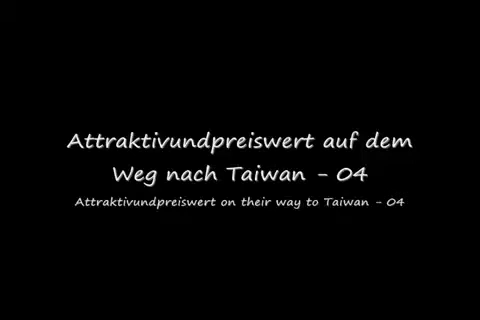 Attraktivundpreiswert auf dem
Weg nach Taiwan - 04
Attraktivundpreiswert on their way to Taiwan - 04